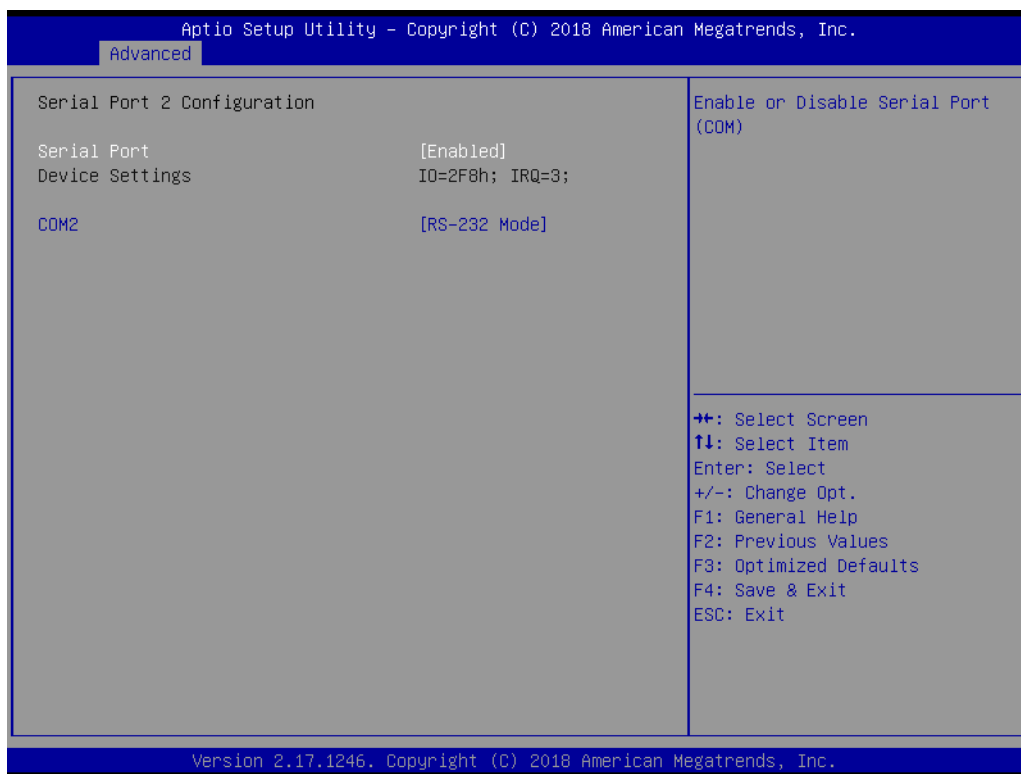 Aptio Setup Utility – Copyright (C) 2018 American Megatrends, Inc.
Advanced
Serial Port 2 Configuration
Serial Port [Enabled]
Device Settings IO=2F8h; IRQ=3;
COM2 [RS-232 Mode]
Enable or Disable Serial Port
(COM)
→←: Select Screen
↑↓: Select Item
Enter: Select
+/-: Change Opt.
F1: General Help
F2: Previous Values
F3: Optimized Defaults
F4: Save & Exit
ESC: Exit
Version 2.17.1246. Copyright (C) 2018 American Megatrends, Inc.